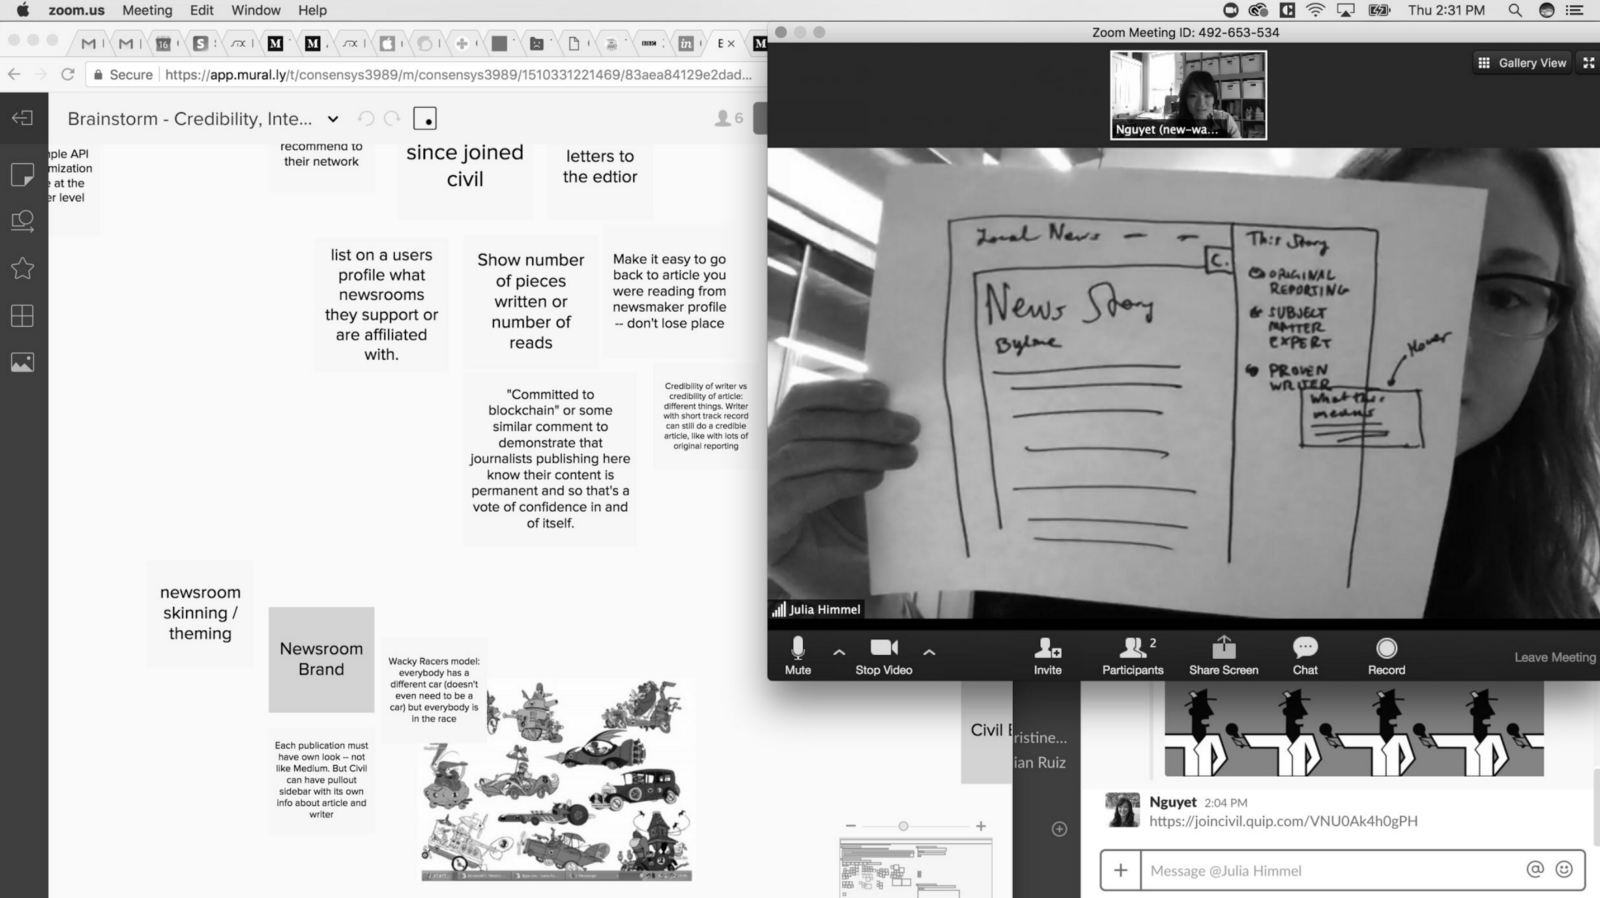 zoom.us Meeting Edit Window Help
Thu 2:31 PM
Zoom Meeting ID: 492-653-534
Secure
https://app.mural.ly/t/consensys3989/m/consensys3989/1510331221469/83aea84129e2dad...
Gallery View
Nguyet (new-wa...
Brainstorm - Credibility, Inte...
6
ple API
mization
e at the
er level
recommend to
their network
since joined
civil
letters to
the edtior
list on a users
profile what
newsrooms
they support or
are affiliated
with.
Show number
of pieces
written or
number of
reads
Make it easy to go
back to article you
were reading from
newsmaker profile
-- don't lose place
"Committed to
blockchain" or some
similar comment to
demonstrate that
journalists publishing here
know their content is
permanent and so that's a
vote of confidence in and
of itself.
Credibility of writer vs
credibility of article:
different things. Writer
with short track record
can still do a credible
article, like with lots of
original reporting
newsroom
skinning /
theming
Newsroom
Brand
Wacky Racers model:
everybody has a
different car (doesn't
even need to be a
car) but everybody is
in the race
Each publication must
have own look -- not
like Medium. But Civil
can have pullout
sidebar with its own
info about article and
writer
Local News
C.
News Story
Byline
This Story
ORIGINAL
REPORTING
SUBJECT
MATTER
EXPERT
PROVEN
WRITER
Hover
What this
means
Julia Himmel
Mute
Stop Video
Invite
Participants
2
Share Screen
Chat
Record
Leave Meeting
Civil
ristine...
ian Ruiz
Nguyet 2:04 PM
https://joincivil.quip.com/VNU0Ak4h0gPH
Message @Julia Himmel